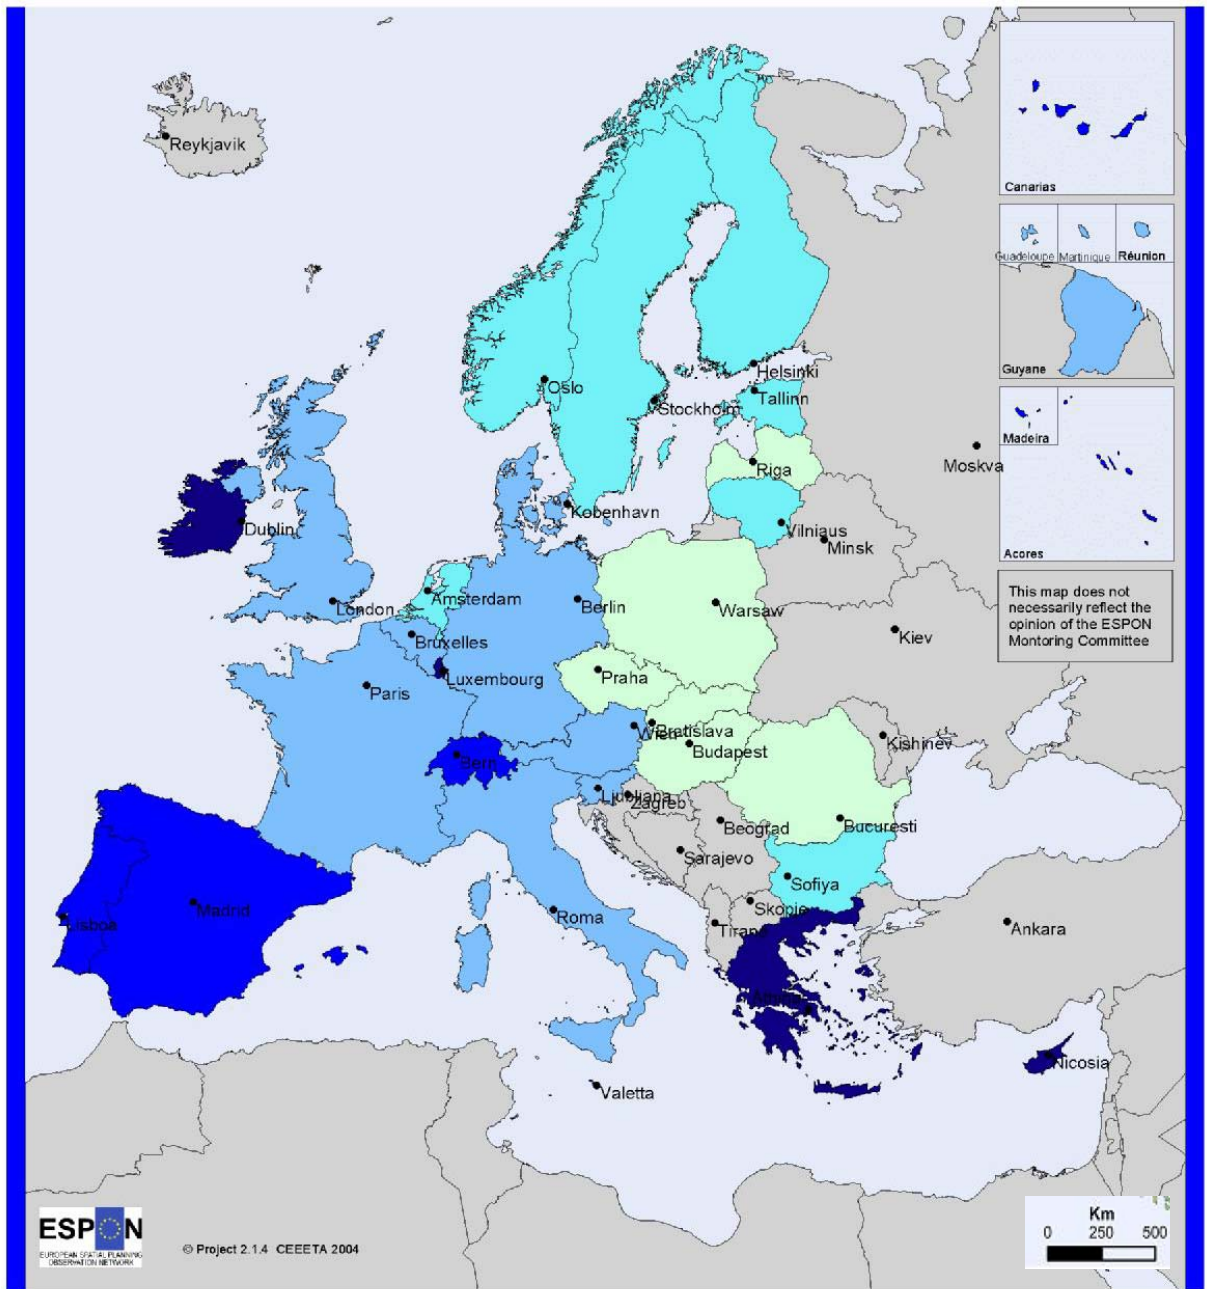 Reykjavik
Canarias
Guadeloupe
Martinique
Réunion
Guyane
Helsinki
Tallinn
Oslo
Stockholm
Madeira
Moskva
Riga
Dublin
Kobenhavn
Vilniaus
Minsk
Acores
This map does not
necessarily reflect the
opinion of the ESPON
Montoring Committee
London
Amsterdam
Berlin
Warsaw
Kiev
Bruxelles
Luxembourg
Praha
Paris
Wien
Bratislava
Budapest
Kishinev
Bern
Ljubljana
Zagreb
Beograd
Bucuresti
Sarajevo
Sofiya
Madrid
Lisboa
Roma
Skopje
Tirana
Ankara
Nicosia
Valetta
ESPON
EUROPEAN SPATIAL PLANNING
OBSERVATION NETWORK
© Project 2.1.4 CEEETA 2004
Km
0 250 500